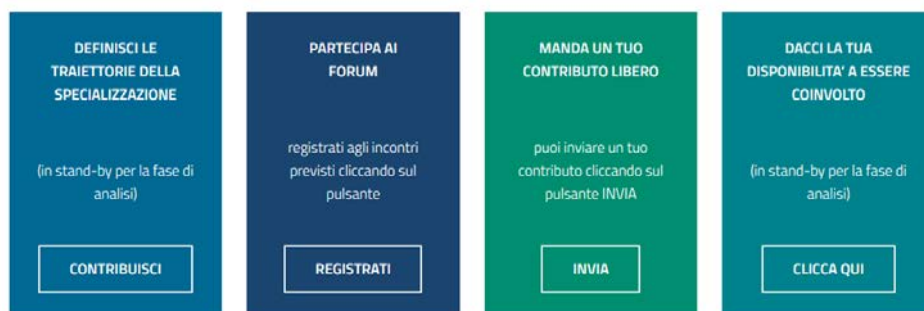 DEFINISCI LE
TRAIETTORIE DELLA
SPECIALIZZAZIONE
(in stand-by per la fase di
analisi)
CONTRIBUISCI
PARTECIPA AI
FORUM
registrati agli incontri
previsti cliccando sul
pulsante
REGISTRATI
MANDA UN TUO
CONTRIBUTO LIBERO
puoi inviare un tuo
contributo cliccando sul
pulsante INVIA
INVIA
DACCI LA TUA
DISPONIBILITA' A ESSERE
COINVOLTO
(in stand-by per la fase di
analisi)
CLICCA QUI